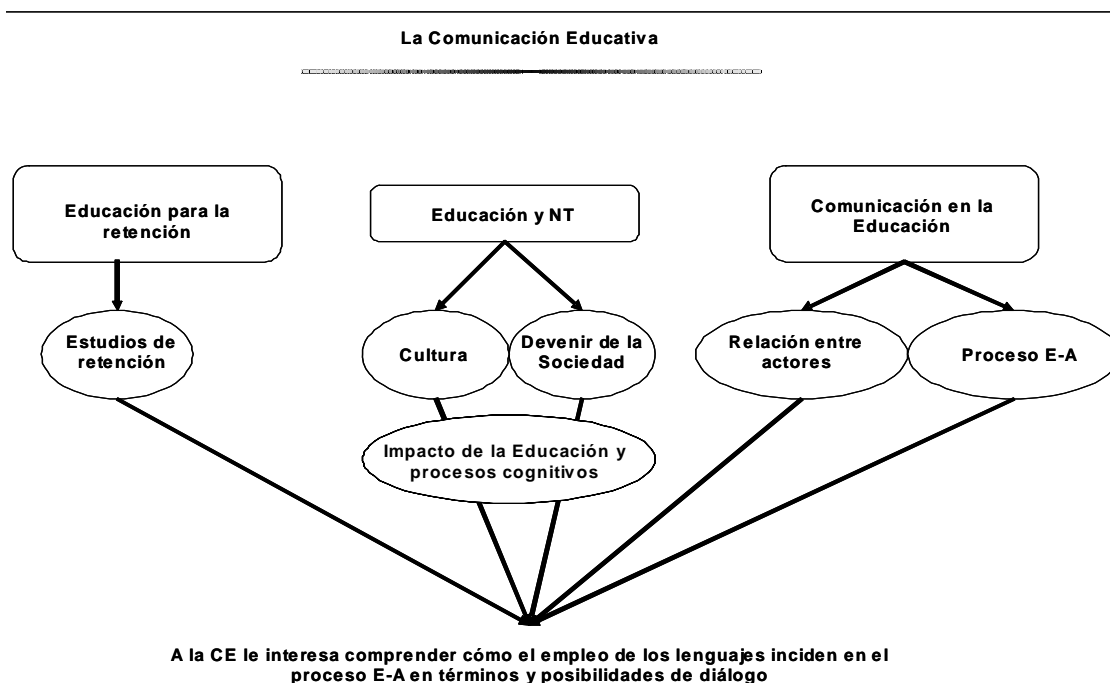 La Comunicación Educativa
Educación para la
retención
Educación y NT
Comunicación en la
Educación
Estudios de
retención
Cultura
Devenir de la
Sociedad
Relación entre
actores
Proceso E-A
Impacto de la Educación y
procesos cognitivos
A la CE le interesa comprender cómo el empleo de los lenguajes inciden en el
proceso E-A en términos y posibilidades de diálogo